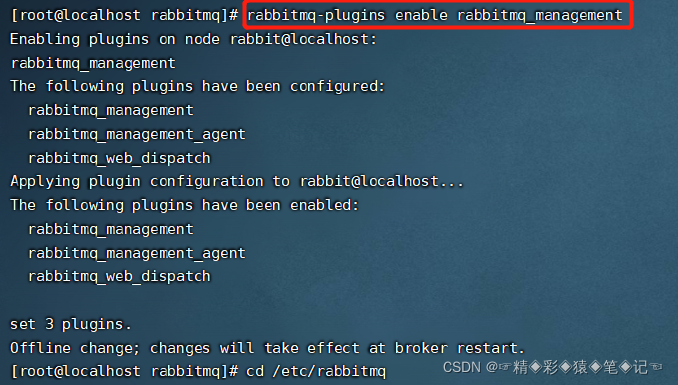 [root@localhost rabbitmq]# rabbitmq-plugins enable rabbitmq_management
Enabling plugins on node rabbit@localhost:
rabbitmq_management
The following plugins have been configured:
  rabbitmq_management
  rabbitmq_management_agent
  rabbitmq_web_dispatch
Applying plugin configuration to rabbit@localhost...
The following plugins have been enabled:
  rabbitmq_management
  rabbitmq_management_agent
  rabbitmq_web_dispatch

set 3 plugins.
Offline change; changes will take effect at broker restart.
[root@localhost rabbitmq]# cd /etc/rabbitmq
CSDN @☞精◈彩◈猿◈笔◈记☜